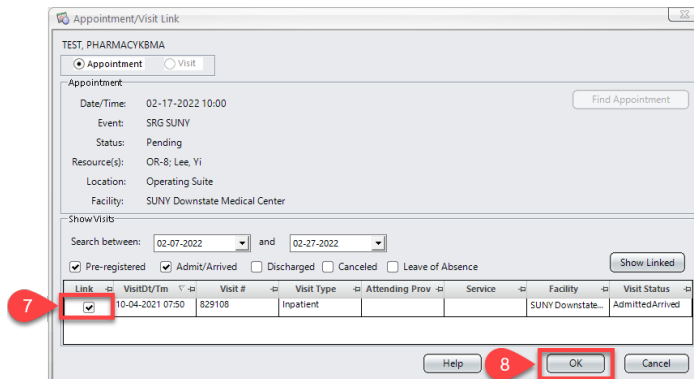 Appointment/Visit Link
TEST, PHARMACYKBMA
Appointment Visit
Appointment
Date/Time: 02-17-2022 10:00
Find Appointment
Event: SRG SUNY
Status: Pending
Resource(s): OR-8; Lee, Yi
Location: Operating Suite
Facility: SUNY Downstate Medical Center
Show Visits
Search between: 02-07-2022 and 02-27-2022
Pre-registered Admit/Arrived Discharged Canceled Leave of Absence Show Linked
Link VisitDt/Tm Visit # Visit Type Attending Prov Service Facility Visit Status
7 10-04-2021 07:50 829108 Inpatient SUNY Downstate... AdmittedArrived
Help 8 OK Cancel